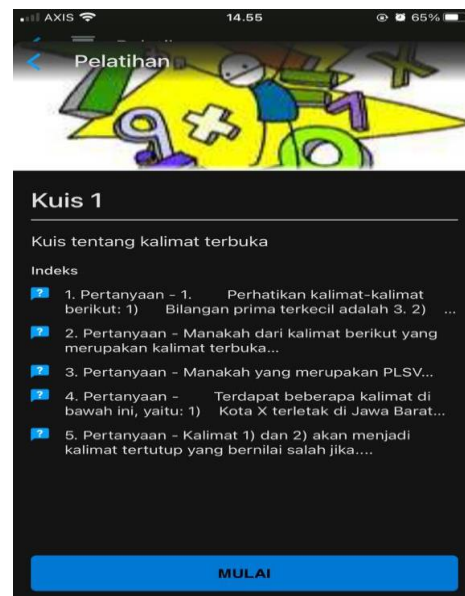 AXIS 14.55 65%
Pelatihan
Kuis 1
Kuis tentang kalimat terbuka
Indeks
1. Pertanyaan - 1. Perhatikan kalimat-kalimat
berikut: 1) Bilangan prima terkecil adalah 3. 2) ...
2. Pertanyaan - Manakah dari kalimat berikut yang
merupakan kalimat terbuka...
3. Pertanyaan - Manakah yang merupakan PLSV...
4. Pertanyaan - Terdapat beberapa kalimat di
bawah ini, yaitu: 1) Kota X terletak di Jawa Barat...
5. Pertanyaan - Kalimat 1) dan 2) akan menjadi
kalimat tertutup yang bernilai salah jika....
MULAI